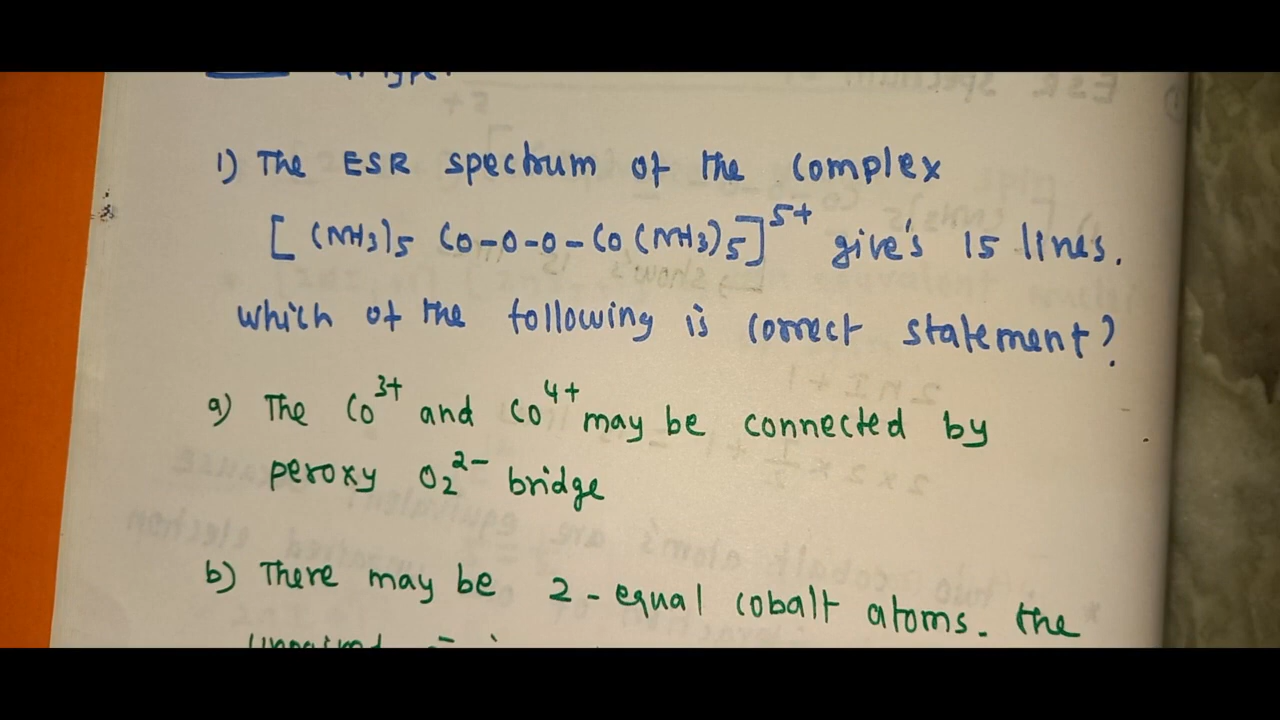 1) The ESR spectrum of the complex
[(NH3)5 Co-O-O-Co(NH3)5]5+ give's 15 lines.
which of the following is correct statement?
a) The Co3+ and Co4+ may be connected by
peroxy O2 2- bridge
b) There may be 2-equal cobalt atoms. the